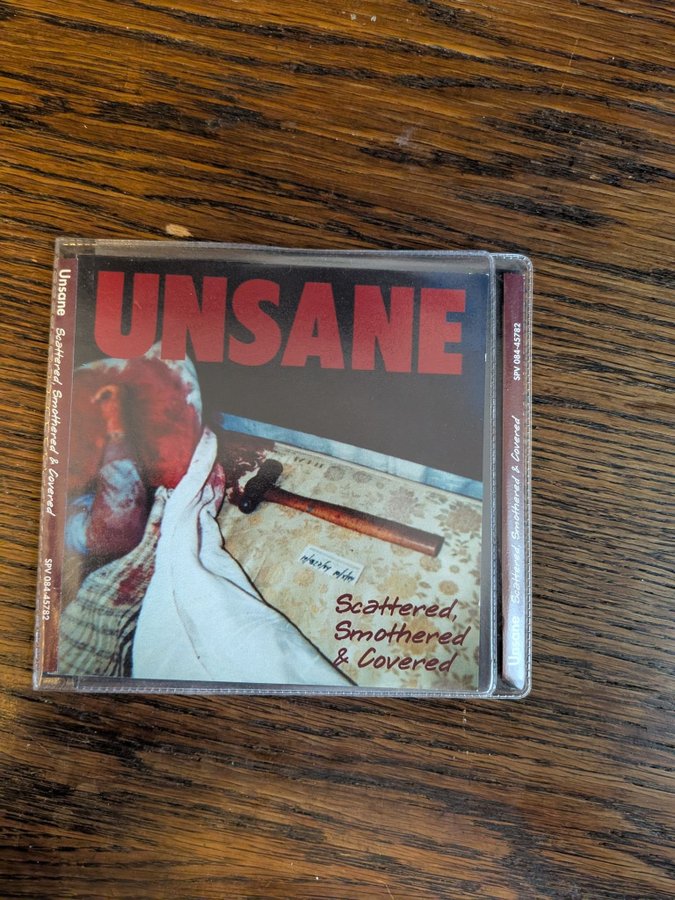 UNSANE
Scattered,
Smothered
& Covered
Unsane Scattered, Smothered & Covered SPV 084-45782
Unsane Scattered, Smothered & Covered SPV 084-45782